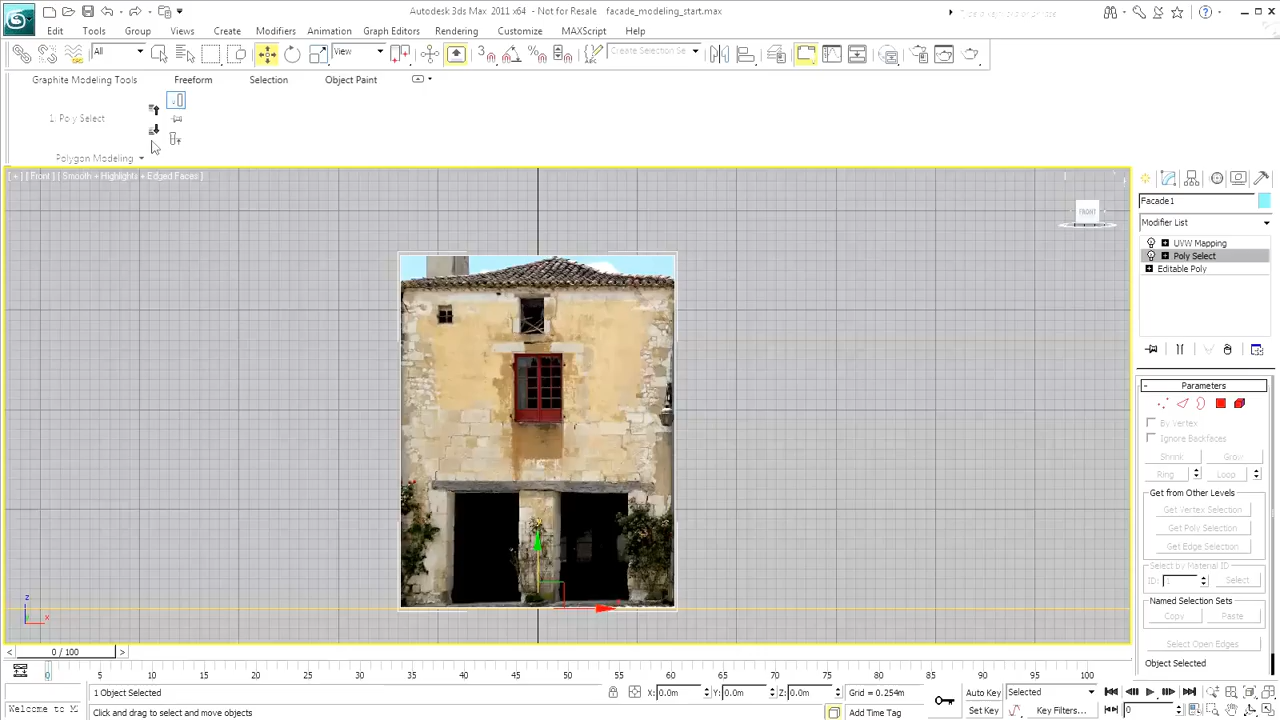 Autodesk 3ds Max 2011 x64 - Not for Resale facade_modeling_start.max
Edit Tools Group Views Create Modifiers Animation Graph Editors Rendering Customize MAXScript Help
All View Create Selection Se
Graphite Modeling Tools Freeform Selection Object Paint
1. Poly Select
Polygon Modeling
[ + ] [ Front ] [ Smooth + Highlights + Edged Faces ]
FRONT
Facade1
Modifier List
UVW Mapping
Poly Select
Editable Poly
Parameters
By Vertex
Ignore Backfaces
Shrink Grow
Ring Loop
Get from Other Levels
Get Vertex Selection
Get Poly Selection
Get Edge Selection
Select by Material ID
ID: 1 Select
Named Selection Sets
Copy Paste
Select Open Edges
Object Selected
z
x
< 0 / 100 >
0 5 10 15 20 25 30 35 40 45 50 55 60 65 70 75 80 85 90 95 100
1 Object Selected X: 0.0m Y: 0.0m Z: 0.0m Grid = 0.254m Auto Key Selected
Welcome to M Click and drag to select and move objects Add Time Tag Set Key Key Filters... 0